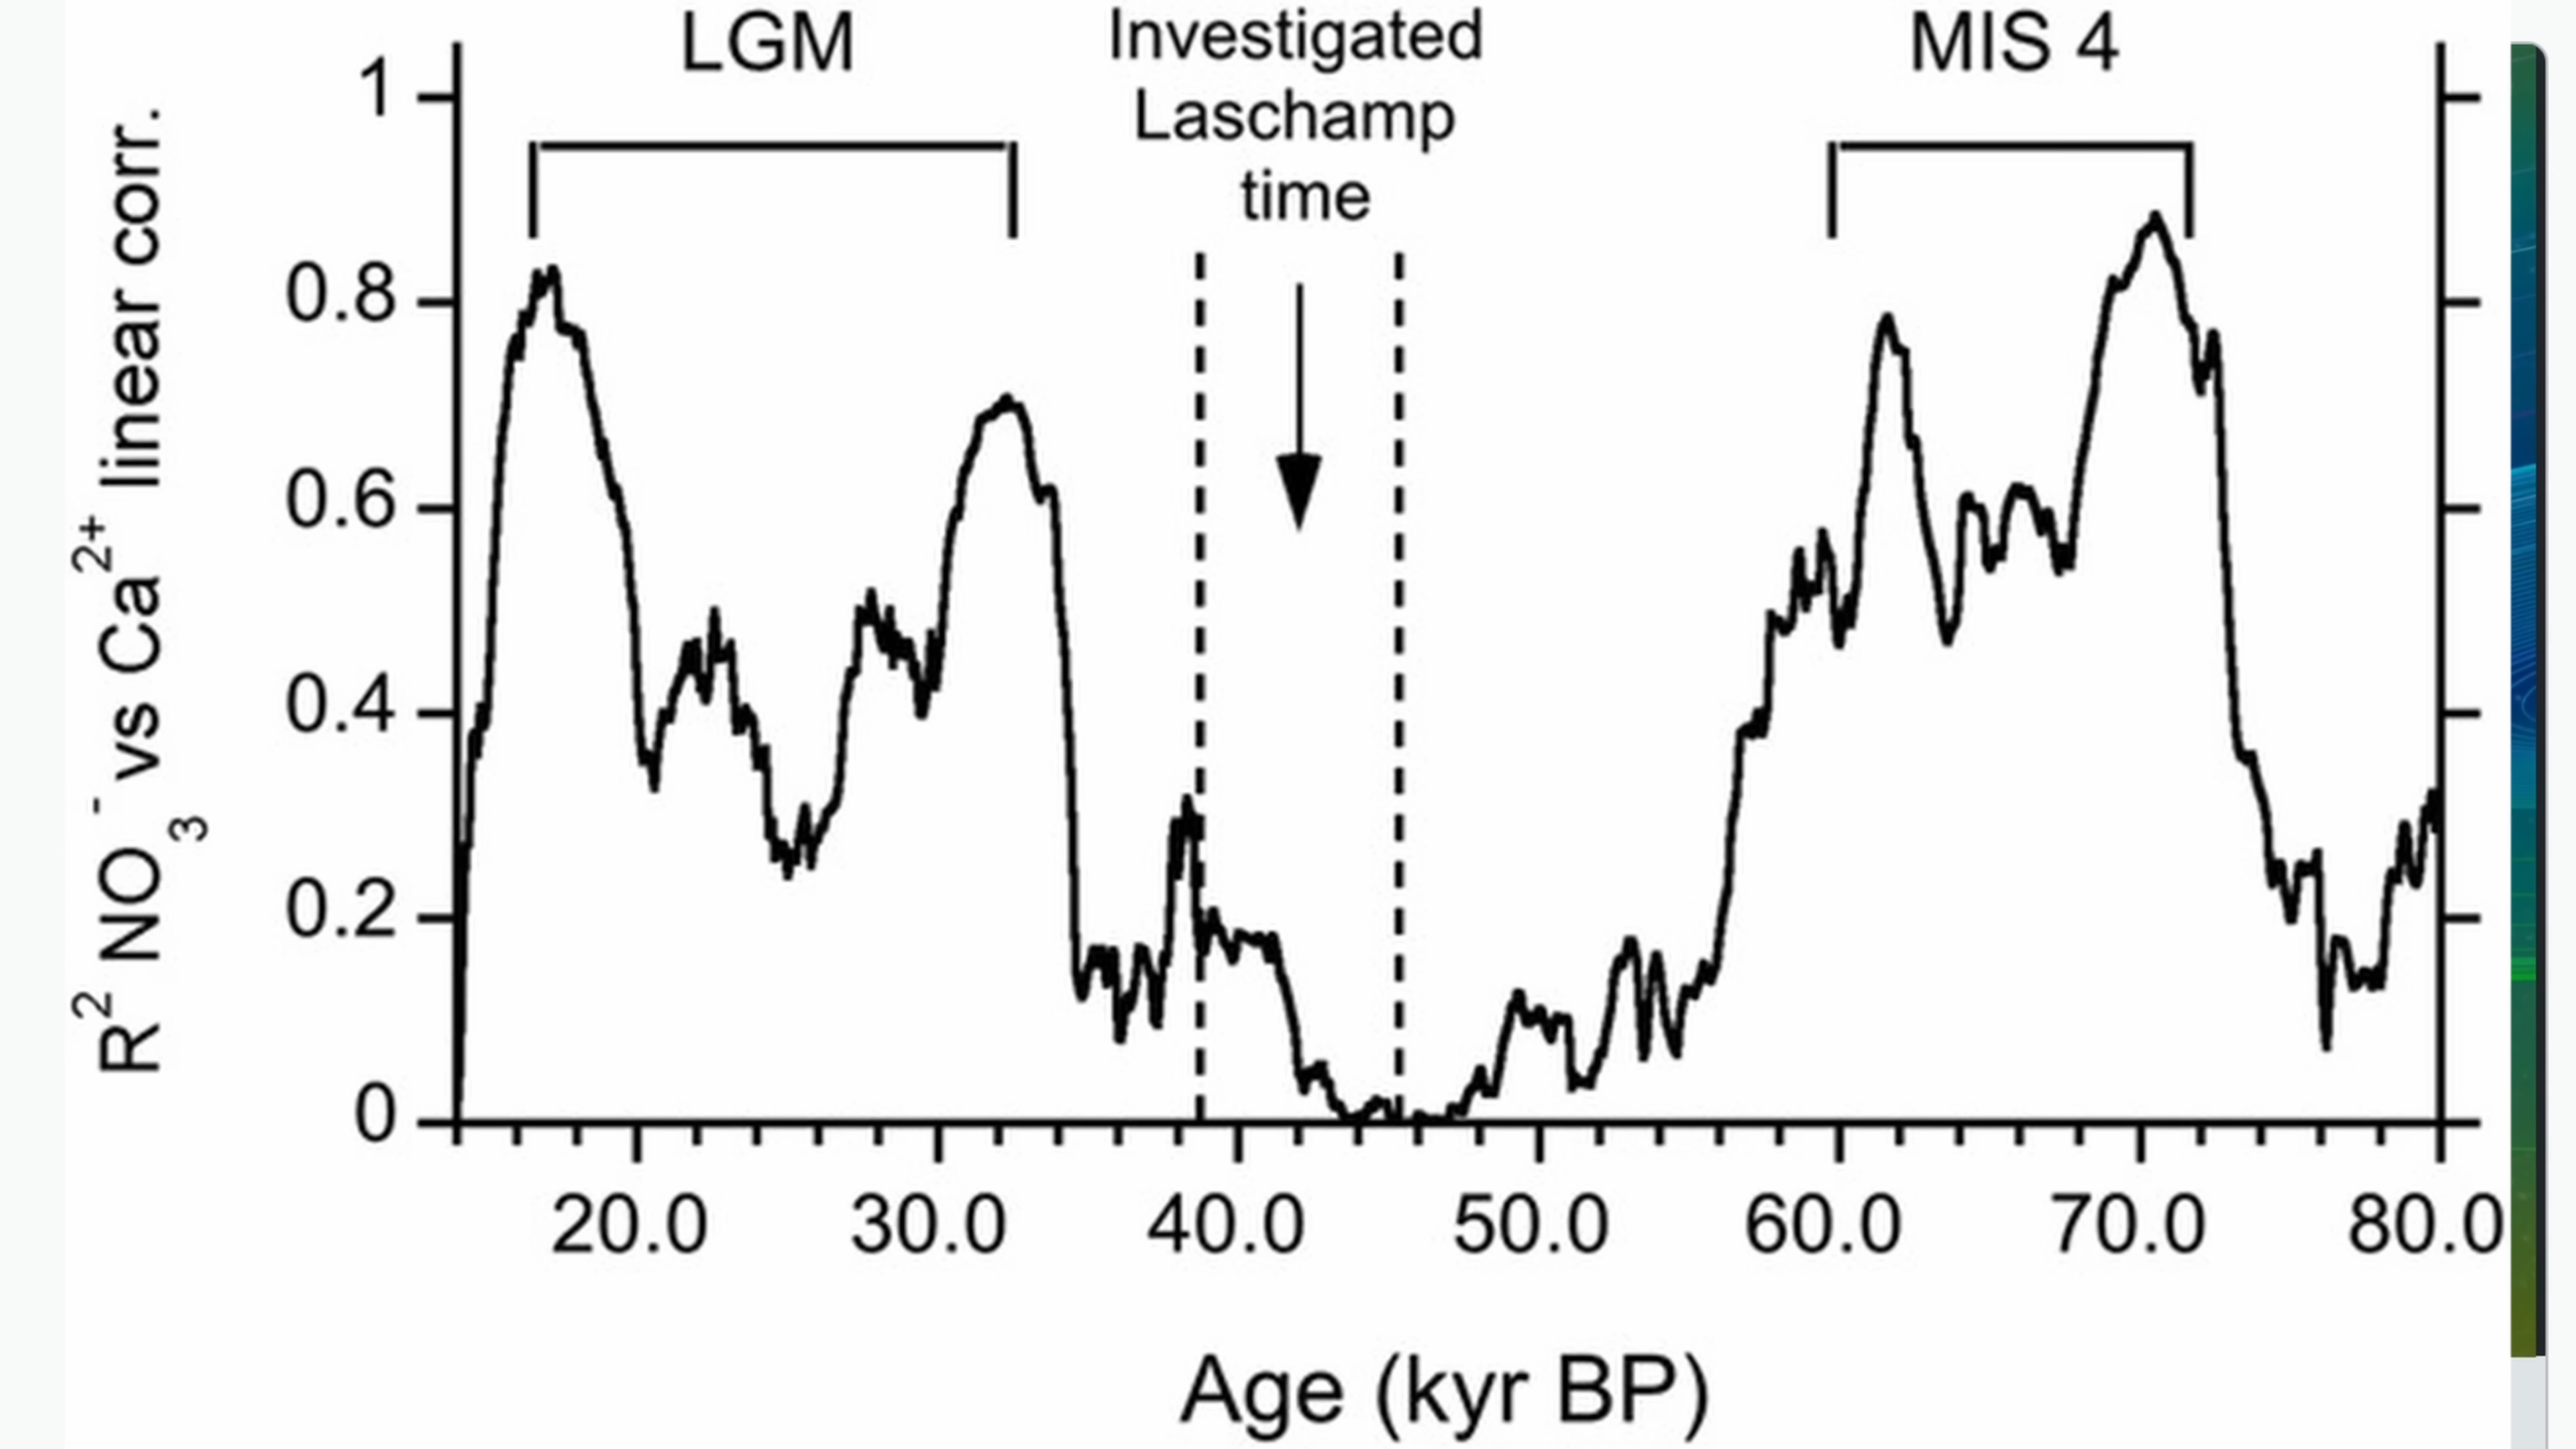 LGM
Investigated
Laschamp
time
MIS 4
R² NO₃⁻ vs Ca²⁺ linear corr.
1
0.8
0.6
0.4
0.2
0
20.0 30.0 40.0 50.0 60.0 70.0 80.0
Age (kyr BP)